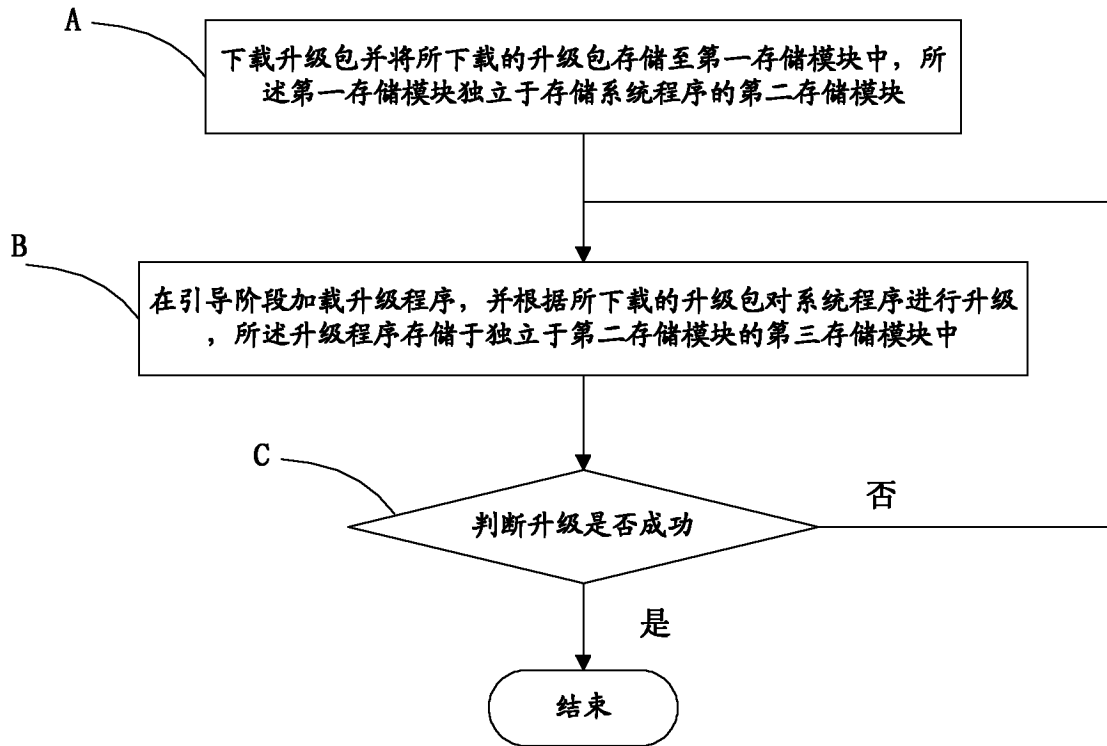 A
下载升级包并将所下载的升级包存储至第一存储模块中，所
述第一存储模块独立于存储系统程序的第二存储模块
B
在引导阶段加载升级程序，并根据所下载的升级包对系统程序进行升级
，所述升级程序存储于独立于第二存储模块的第三存储模块中
C
判断升级是否成功
否
是
结束